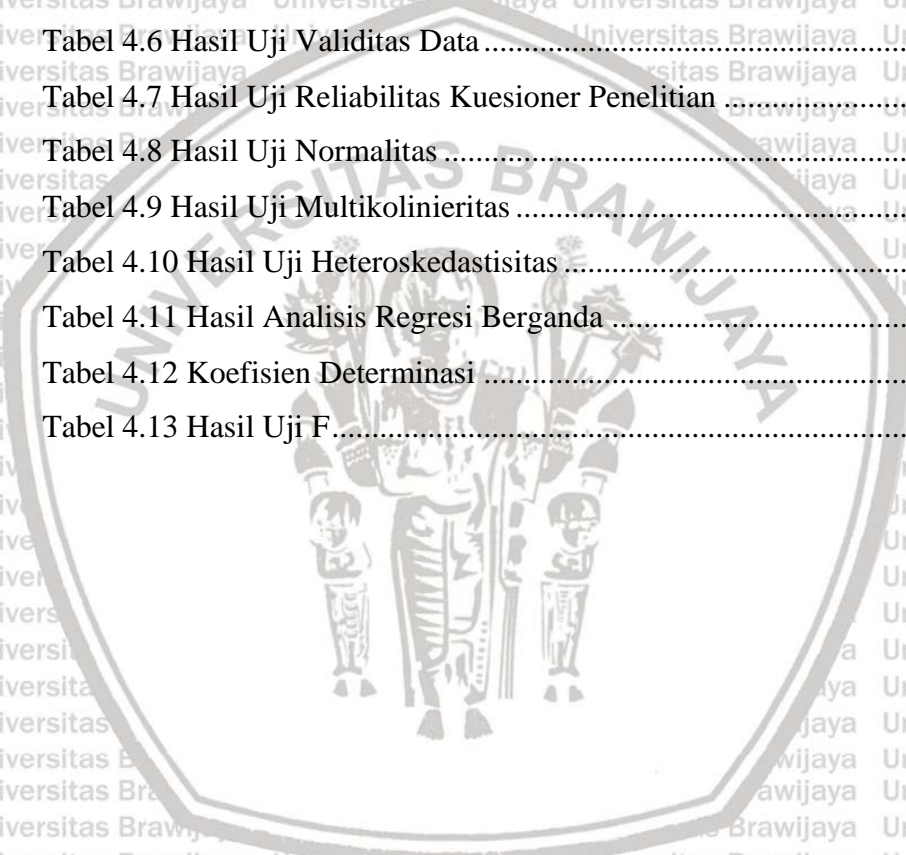 Tabel 4.6 Hasil Uji Validitas Data
Tabel 4.7 Hasil Uji Reliabilitas Kuesioner Penelitian
Tabel 4.8 Hasil Uji Normalitas
Tabel 4.9 Hasil Uji Multikolinieritas
Tabel 4.10 Hasil Uji Heteroskedastisitas
Tabel 4.11 Hasil Analisis Regresi Berganda
Tabel 4.12 Koefisien Determinasi
Tabel 4.13 Hasil Uji F
UNIVERSITAS BRAWIJAYA